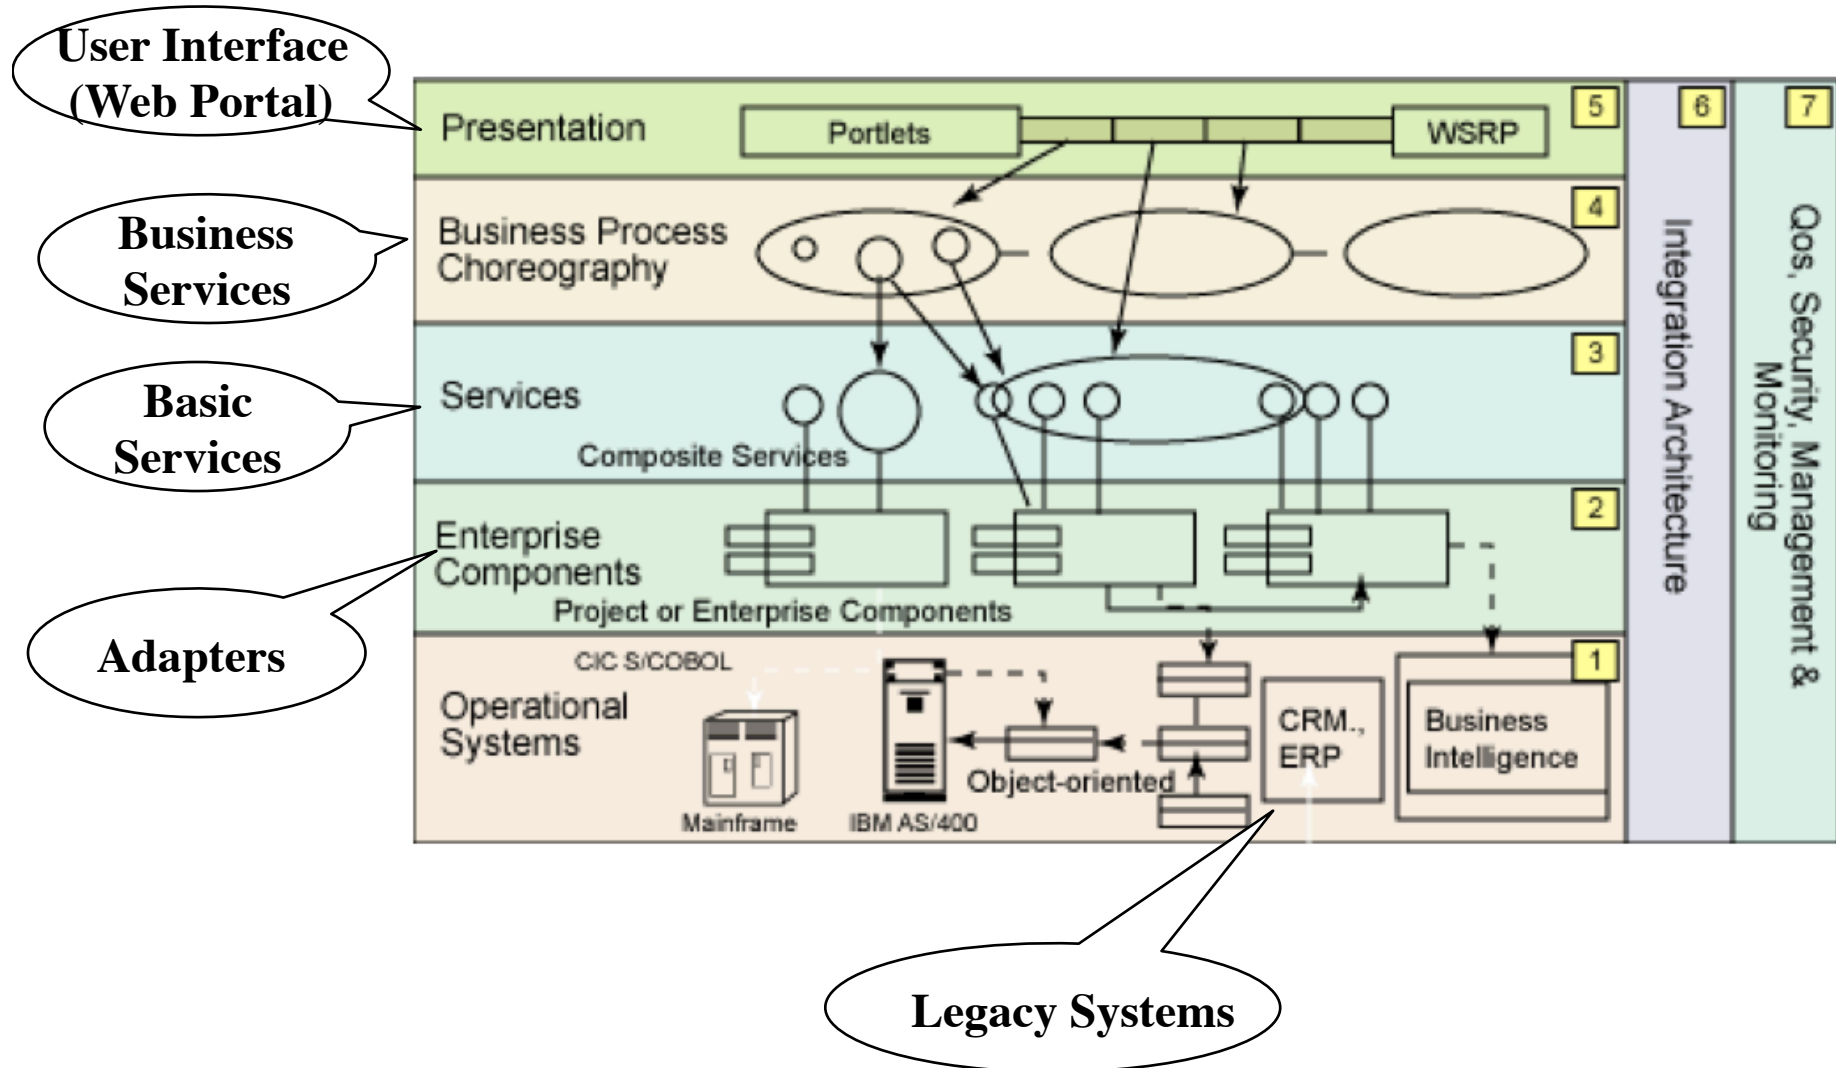 User Interface
(Web Portal)
Presentation
Portlets
WSRP
5
6
7
Business
Services
Business Process
Choreography
4
Integration Architecture
Qos, Security, Management &
Monitoring
Basic
Services
Services
3
Composite Services
Enterprise
Components
2
Project or Enterprise Components
Adapters
CIC S/COBOL
1
Operational
Systems
CRM.,
ERP
Business
Intelligence
Object-oriented
Mainframe
IBM AS/400
Legacy Systems